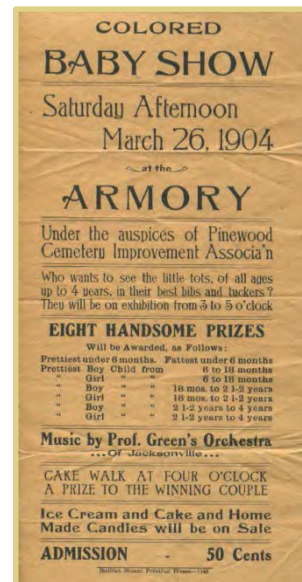 COLORED
BABY SHOW
Saturday Afternoon
March 26, 1904
at the
ARMORY
Under the auspices of Pinewood
Cemetery Improvement Associa'n
Who wants to see the little tots, of all ages
up to 4 years, in their best bibs and tuckers?
They will be on exhibition from 3 to 5 o'clock
EIGHT HANDSOME PRIZES
Will be Awarded, as Follows:
Prettiest under 6 months. Fattest under 6 months
Prettiest Boy Child from 6 to 18 months
" Girl " " 6 to 18 months
" Boy " " 18 mos. to 2 1-2 years
" Girl " " 18 mos. to 2 1-2 years
" Boy " " 2 1-2 years to 4 years
" Girl " " 2 1-2 years to 4 years
Music by Prof. Green's Orchestra
...Of Jacksonville...
CAKE WALK AT FOUR O'CLOCK
A PRIZE TO THE WINNING COUPLE
Ice Cream and Cake and Home
Made Candies will be on Sale
ADMISSION - 50 Cents
Printing House